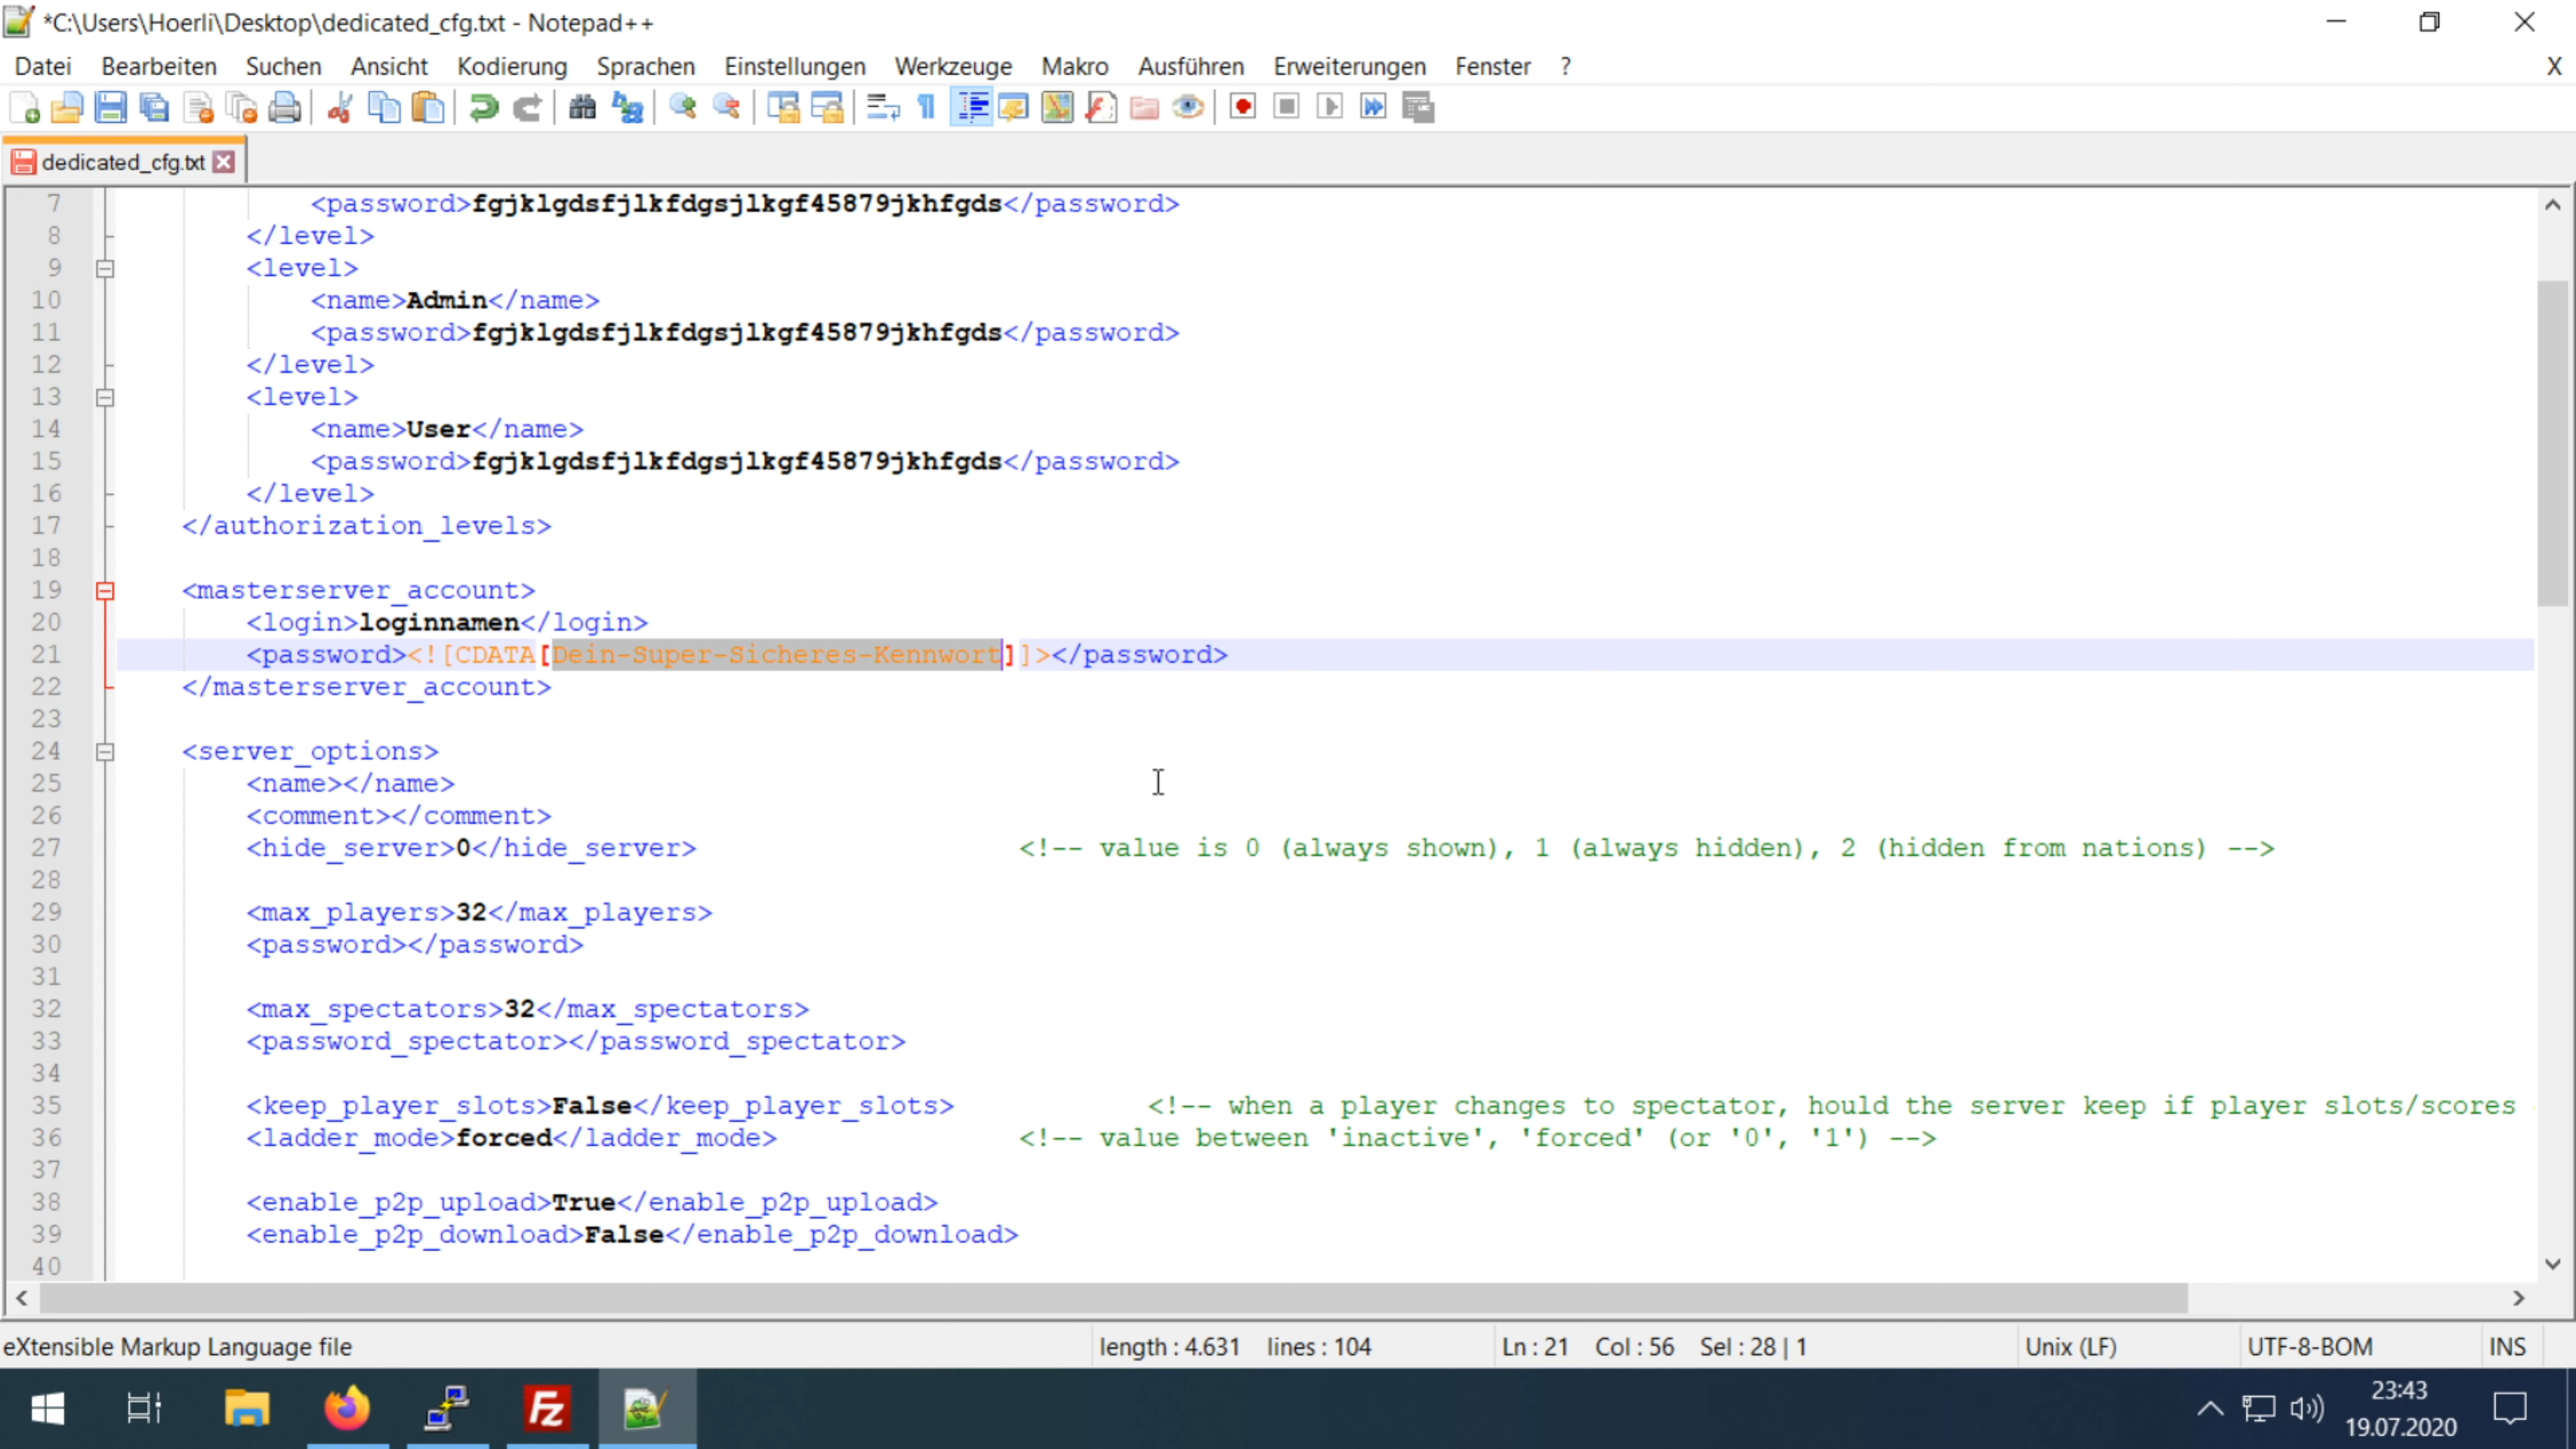 *C:\Users\Hoerli\Desktop\dedicated_cfg.txt - Notepad++
Datei Bearbeiten Suchen Ansicht Kodierung Sprachen Einstellungen Werkzeuge Makro Ausführen Erweiterungen Fenster ? X
dedicated_cfg.txt
7 <password>fgjklgdsfjlkfdgsjlkgf45879jkhfgds</password>
8 </level>
9 <level>
10 <name>Admin</name>
11 <password>fgjklgdsfjlkfdgsjlkgf45879jkhfgds</password>
12 </level>
13 <level>
14 <name>User</name>
15 <password>fgjklgdsfjlkfdgsjlkgf45879jkhfgds</password>
16 </level>
17 </authorization_levels>
18
19 <masterserver_account>
20 <login>loginnamen</login>
21 <password><![CDATA[Dein-Super-Sicheres-Kennwort]]></password>
22 </masterserver_account>
23
24 <server_options>
25 <name></name>
26 <comment></comment>
27 <hide_server>0</hide_server> <!-- value is 0 (always shown), 1 (always hidden), 2 (hidden from nations) -->
28
29 <max_players>32</max_players>
30 <password></password>
31
32 <max_spectators>32</max_spectators>
33 <password_spectator></password_spectator>
34
35 <keep_player_slots>False</keep_player_slots> <!-- when a player changes to spectator, hould the server keep if player slots/scores
36 <ladder_mode>forced</ladder_mode> <!-- value between 'inactive', 'forced' (or '0', '1') -->
37
38 <enable_p2p_upload>True</enable_p2p_upload>
39 <enable_p2p_download>False</enable_p2p_download>
40
eXtensible Markup Language file length : 4.631 lines : 104 Ln : 21 Col : 56 Sel : 28 | 1 Unix (LF) UTF-8-BOM INS
23:43
19.07.2020